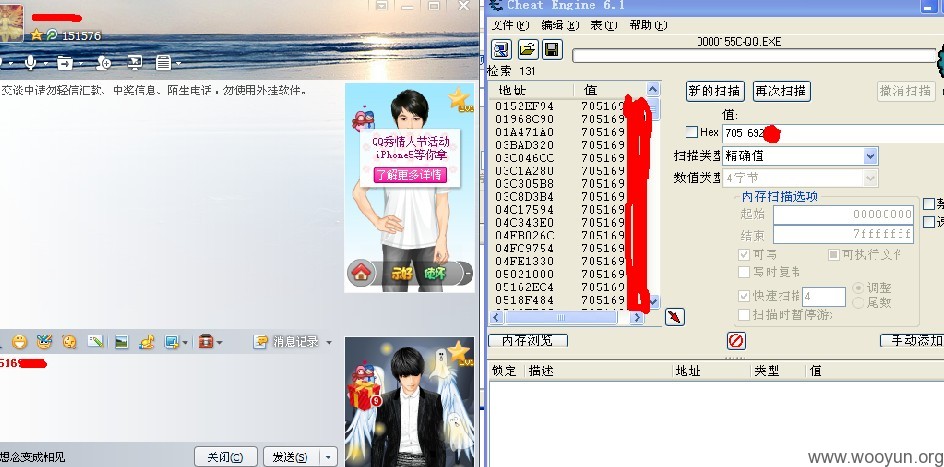 151576
交谈中请勿轻信汇款、中奖信息、陌生电话，勿使用外挂软件。
QQ秀情人节活动
iPhone5等你拿
了解更多详情
示好
消息记录
5169
想念变成相见
关闭(C)
发送(S)
Cheat Engine 6.1
文件(F) 编辑(E) 表(T) 帮助(H)
0000155C-QQ.EXE
检索 131
地址 值
0152EF94 705169
01968C90 705169
01A471A0 705169
03BAD320 705169
03C046CC 705169
03C1A280 705169
03C305B8 705169
03C8D3B4 705169
04C17594 705169
04C343E0 705169
04FB026C 705169
04FC9754 705169
04FE1330 705169
05021000 705169
05162EC4 705169
0518F484 705169
新的扫描 再次扫描 撤消扫描
值:
Hex 705 692
扫描类型 精确值
数值类型 4字节
内存扫描选项
起始 00000000
结束 7fffffff
可写 可执行文件
写时复制
快速扫描 4 调整
尾数
扫描时暂停游戏
内存浏览
手动添加
锁定 描述 地址 类型 值
www.wooyun.org